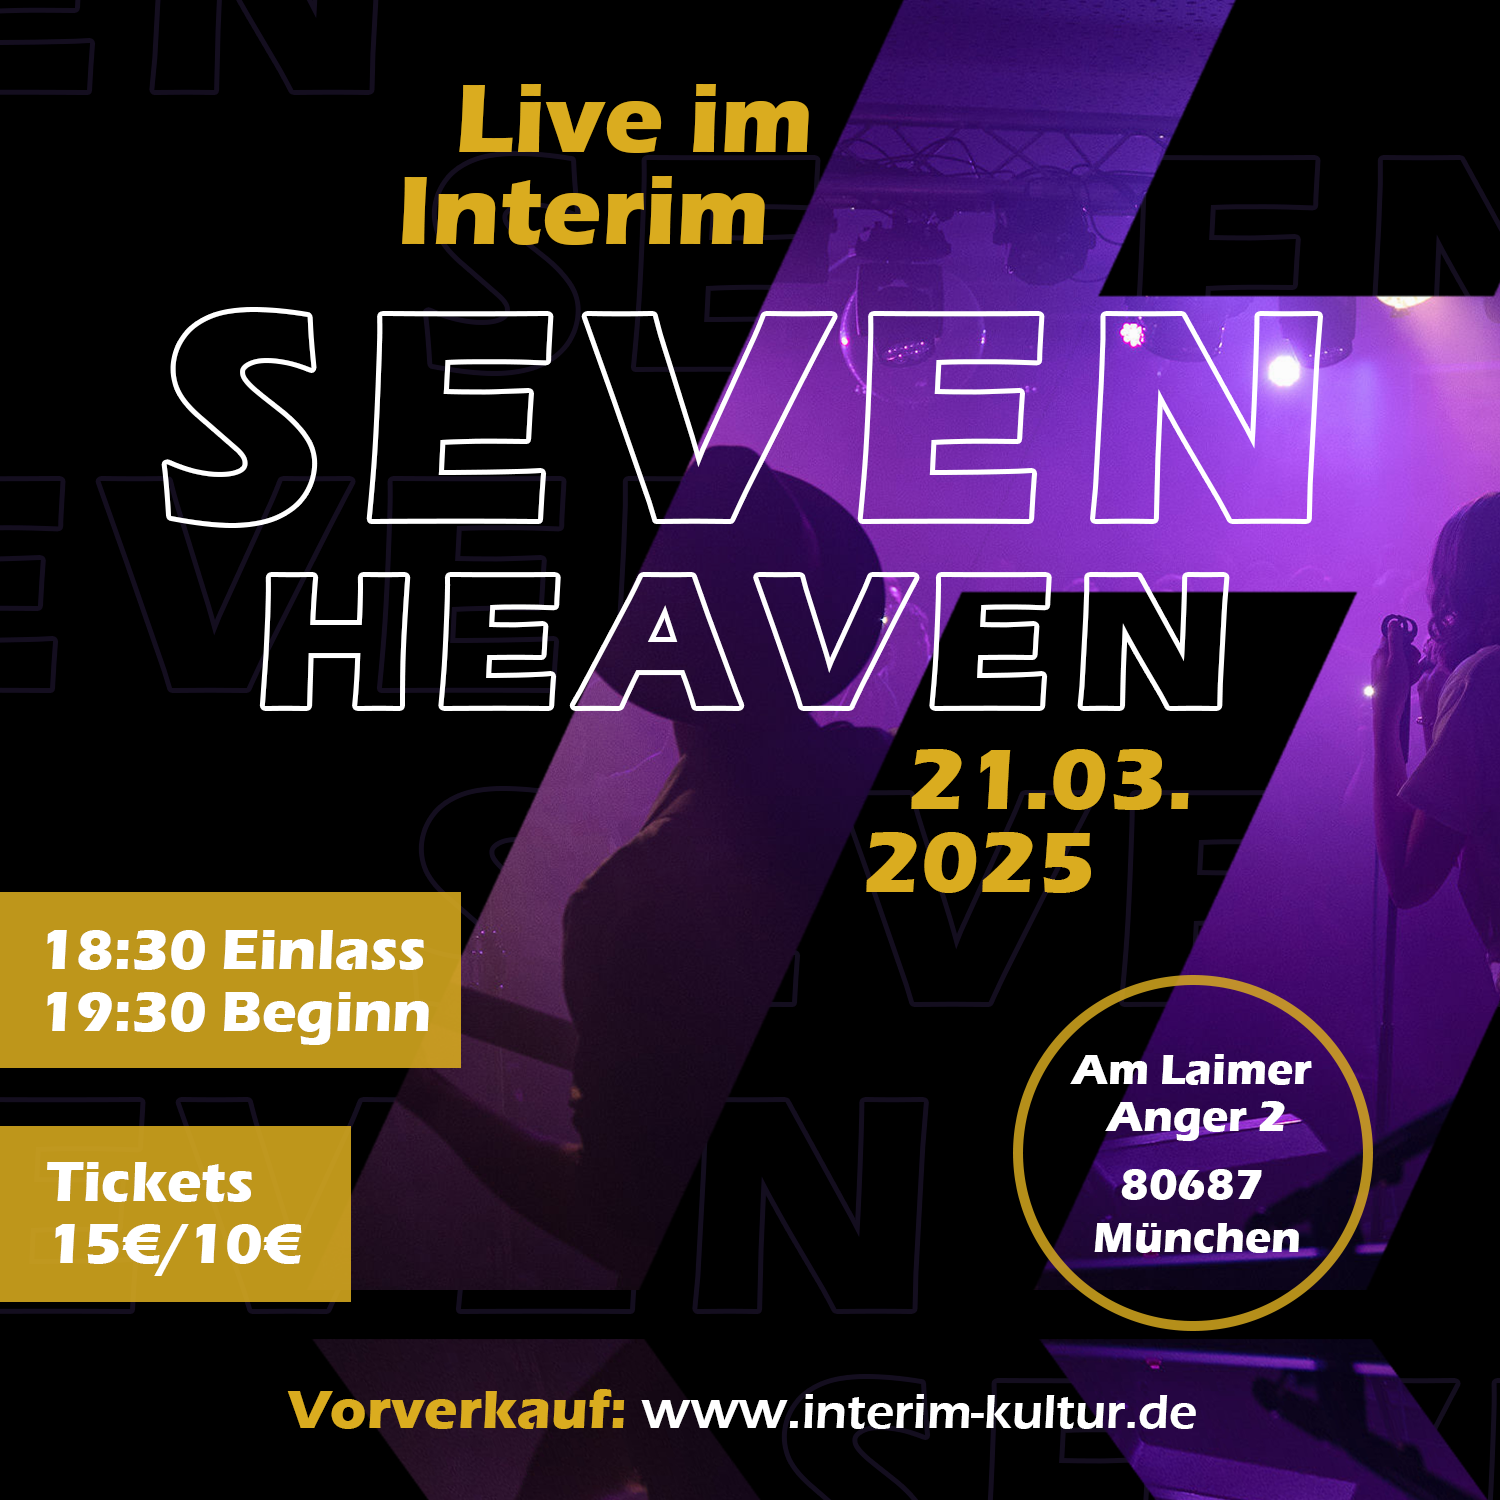 Live im
Interim
SEVEN
HEAVEN
21.03.
2025
18:30 Einlass
19:30 Beginn
Tickets
15€/10€
Am Laimer
Anger 2
80687
München
Vorverkauf: www.interim-kultur.de